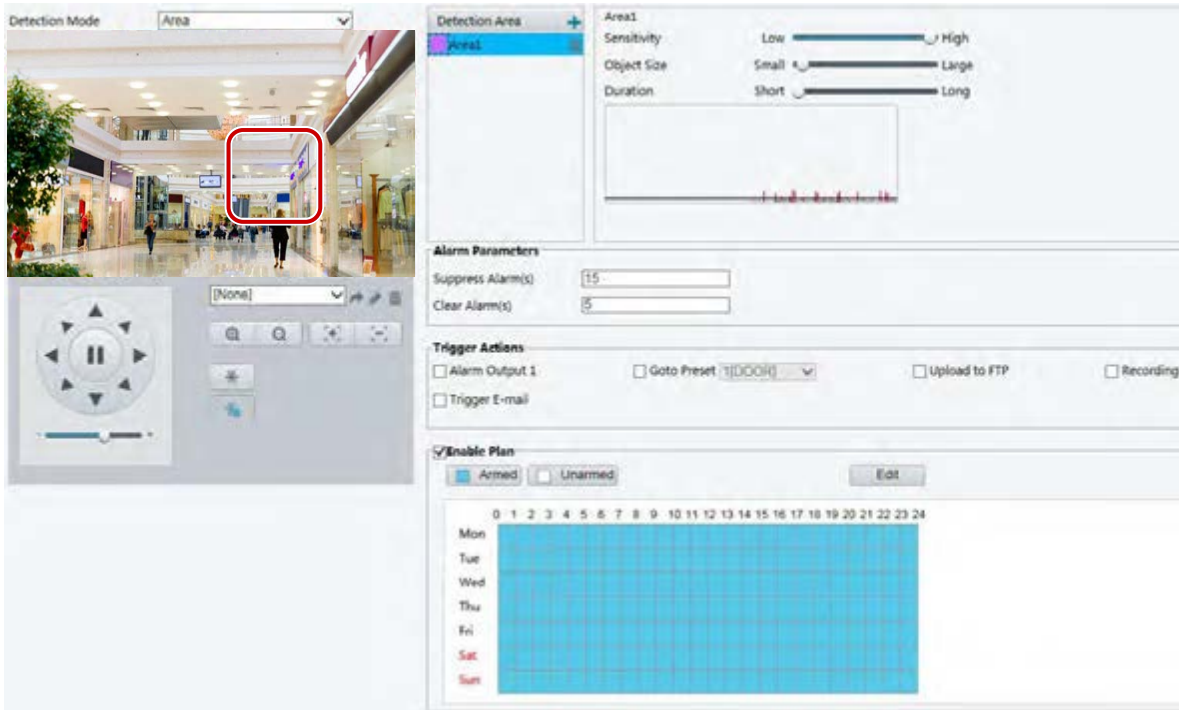 Detection Mode Area
Detection Area
Area1
Area1
Sensitivity Low High
Object Size Small Large
Duration Short Long
Alarm Parameters
Suppress Alarm(s) 15
Clear Alarm(s) 5
[None]
Trigger Actions
Alarm Output 1 Goto Preset 1[DOOR] Upload to FTP Recording
Trigger E-mail
Enable Plan
Armed Unarmed Edit
0 1 2 3 4 5 6 7 8 9 10 11 12 13 14 15 16 17 18 19 20 21 22 23 24
Mon
Tue
Wed
Thu
Fri
Sat
Sun